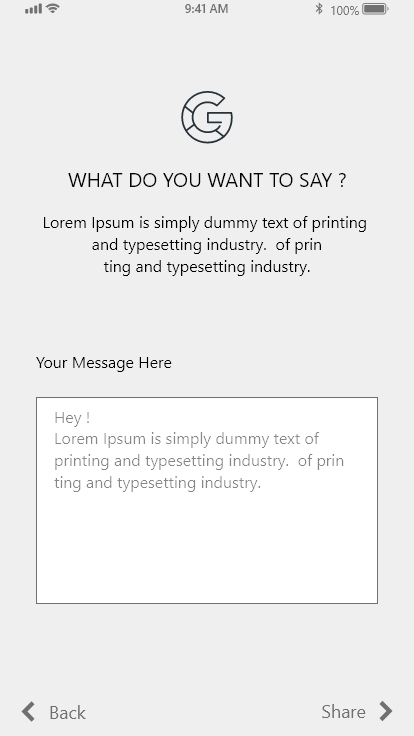 9:41 AM 100%
G
WHAT DO YOU WANT TO SAY ?
Lorem Ipsum is simply dummy text of printing
and typesetting industry.  of prin
ting and typesetting industry.
Your Message Here
Hey !
Lorem Ipsum is simply dummy text of
printing and typesetting industry.  of prin
ting and typesetting industry.
Back Share